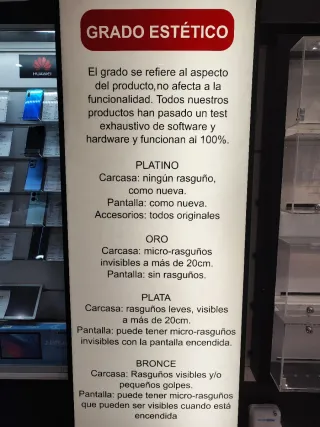 HUAWEI
GRADO ESTÉTICO
El grado se refiere al aspecto
del producto,no afecta a la
funcionalidad. Todos nuestros
productos han pasado un test
exhaustivo de software y
hardware y funcionan al 100%.
PLATINO
Carcasa: ningún rasguño,
como nueva.
Pantalla: como nueva.
Accesorios: todos originales
ORO
Carcasa: micro-rasguños
invisibles a más de 20cm.
Pantalla: sin rasguños.
PLATA
Carcasa: rasguños leves, visibles
a más de 20cm.
Pantalla: puede tener micro-rasguños
invisibles con la pantalla encendida.
BRONCE
Carcasa: Rasguños visibles y/o
pequeños golpes.
Pantalla: puede tener micro-rasguños
que pueden ser visibles cuando está
encendida